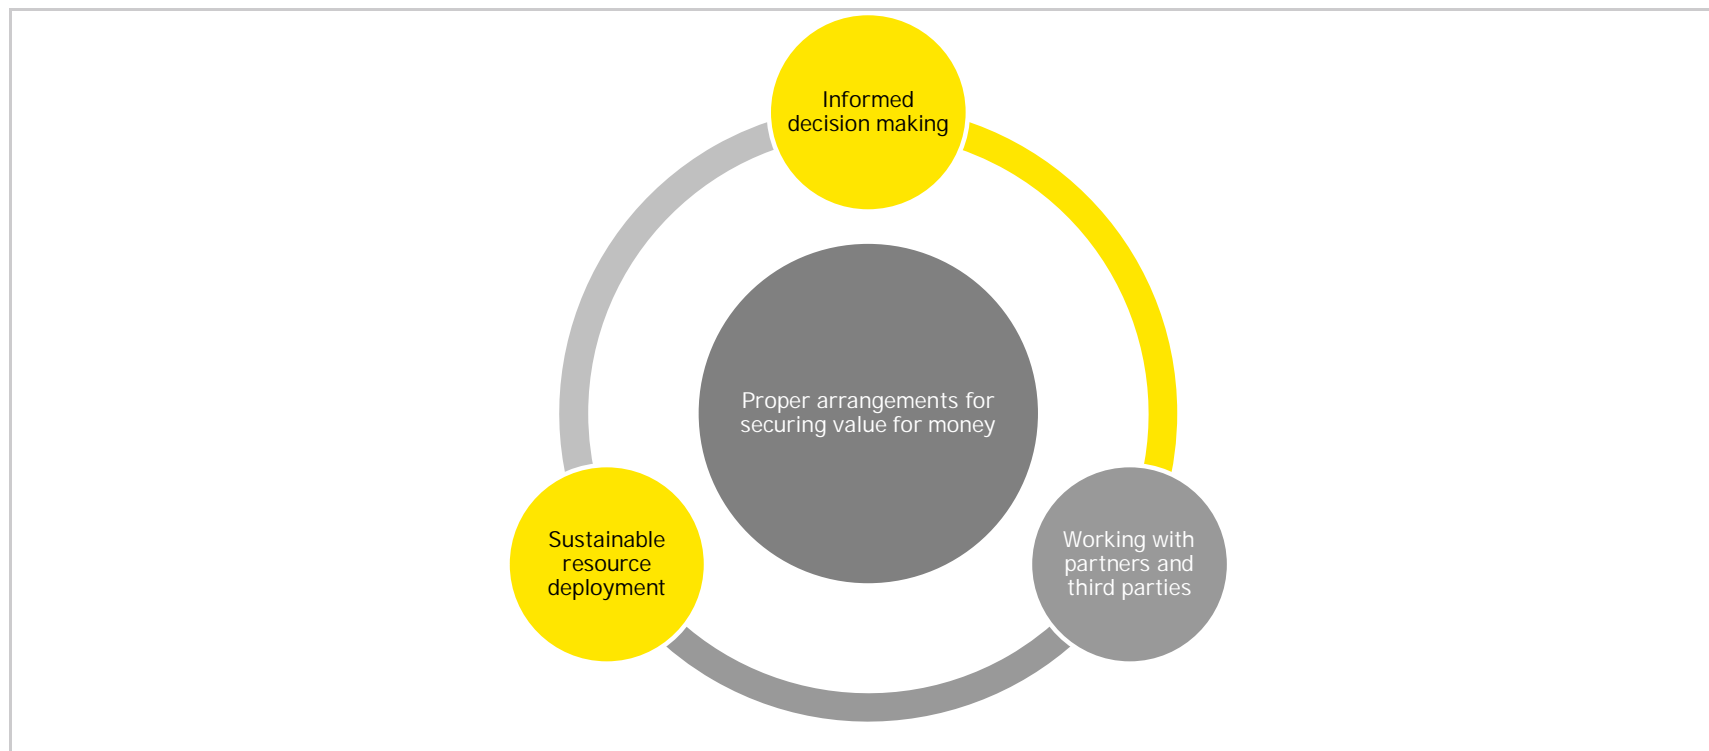 Informed
decision making
Proper arrangements for
securing value for money
Sustainable
resource
deployment
Working with
partners and
third parties